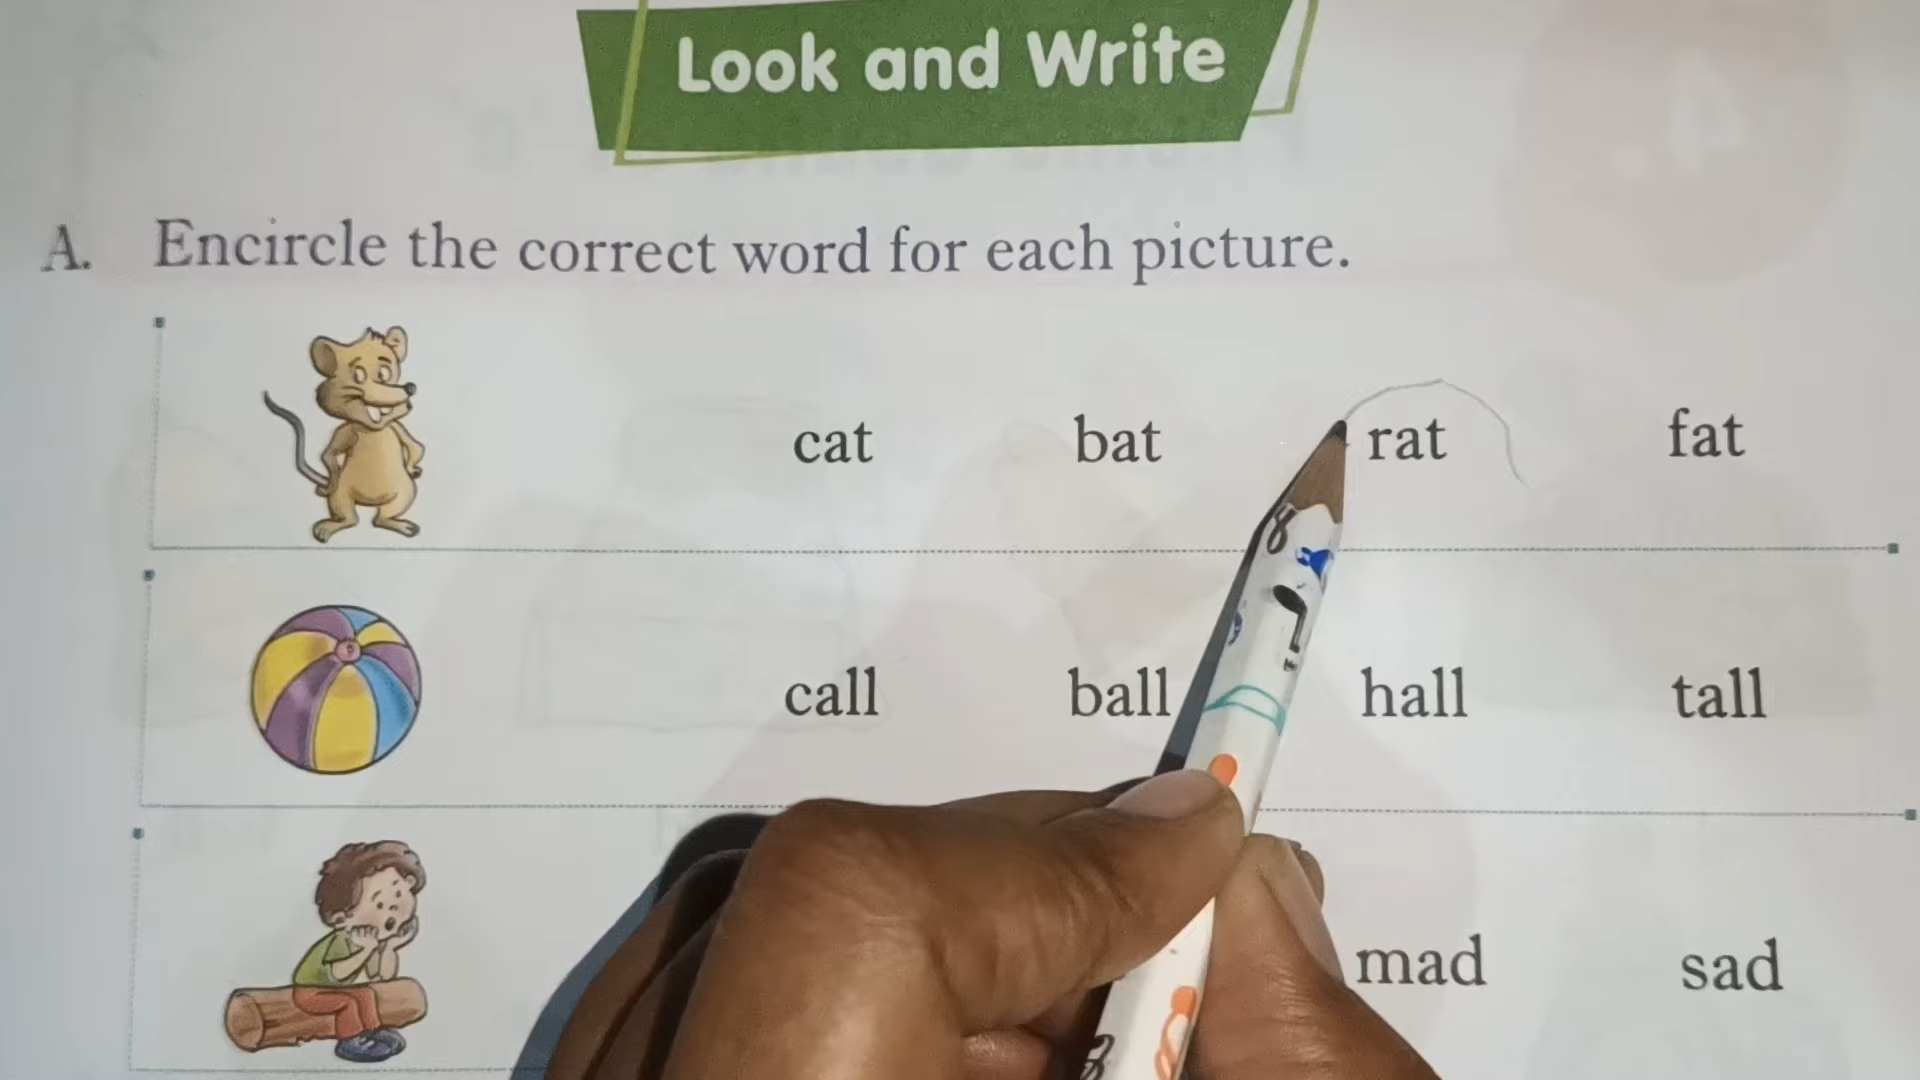 Look and Write
A. Encircle the correct word for each picture.
cat bat rat fat
call ball hall tall
mad sad